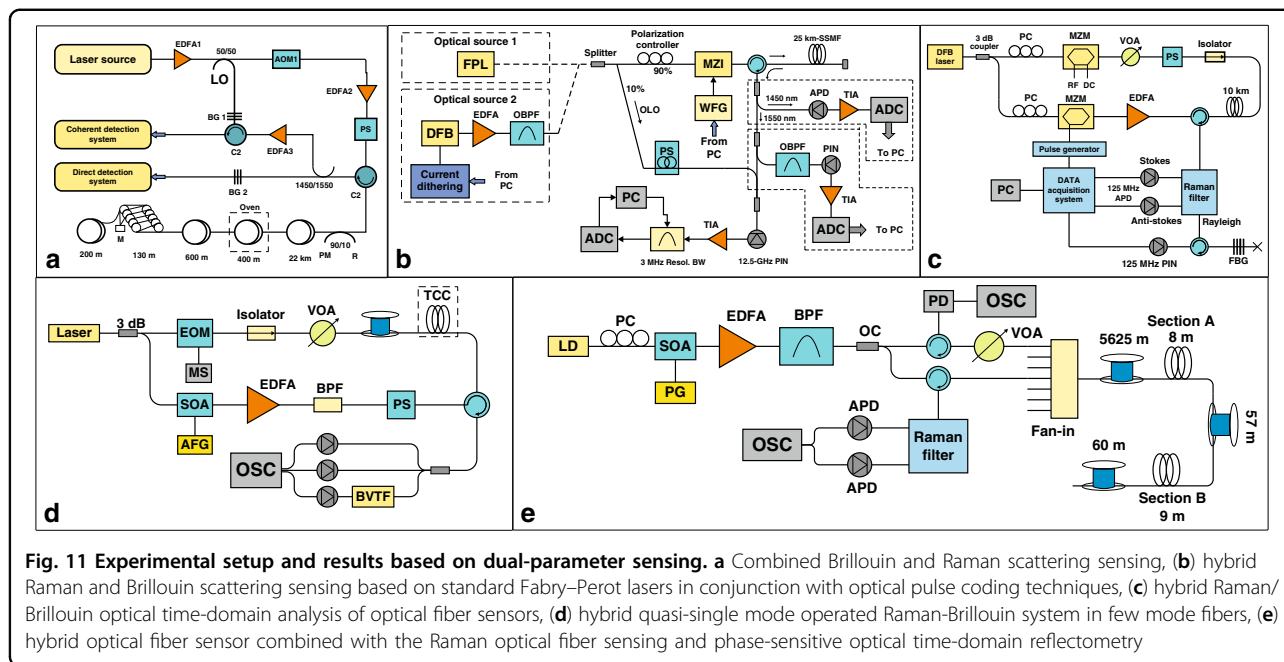 Laser source
EDFA1
50/50
LO
AOM1
EDFA2
PS
BG 1
Coherent detection
system
C2
EDFA3
Direct detection
system
BG 2
1450/1550
C2
Oven
M
90/10
PM
R
200 m
130 m
600 m
400 m
22 km
a
Optical source 1
FPL
Optical source 2
DFB
EDFA
OBPF
Current
dithering
From
PC
Splitter
Polarization
controller
90%
10%
OLO
MZI
WFG
From
PC
25 km-SSMF
1450 nm
1550 nm
APD
TIA
ADC
To PC
PS
OBPF
PIN
TIA
ADC
To PC
PC
ADC
TIA
3 MHz Resol. BW
12.5-GHz PIN
b
DFB
laser
3 dB
coupler
PC
MZM
RF DC
VOA
PS
Isolator
PC
MZM
EDFA
10 km
Pulse generator
PC
DATA
acquisition
system
Stokes
125 MHz
APD
Anti-stokes
Raman
filter
Rayleigh
125 MHz PIN
FBG
c
Laser
3 dB
EOM
MS
Isolator
VOA
TCC
SOA
AFG
EDFA
BPF
PS
OSC
BVTF
d
LD
PC
SOA
PG
EDFA
BPF
OC
PD
OSC
VOA
OSC
APD
APD
Raman
filter
Fan-in
5625 m
Section A
8 m
57 m
60 m
Section B
9 m
e
Fig. 11 Experimental setup and results based on dual-parameter sensing. a Combined Brillouin and Raman scattering sensing, (b) hybrid
Raman and Brillouin scattering sensing based on standard Fabry–Perot lasers in conjunction with optical pulse coding techniques, (c) hybrid Raman/
Brillouin optical time-domain analysis of optical fiber sensors, (d) hybrid quasi-single mode operated Raman-Brillouin system in few mode fibers, (e)
hybrid optical fiber sensor combined with the Raman optical fiber sensing and phase-sensitive optical time-domain reflectometry